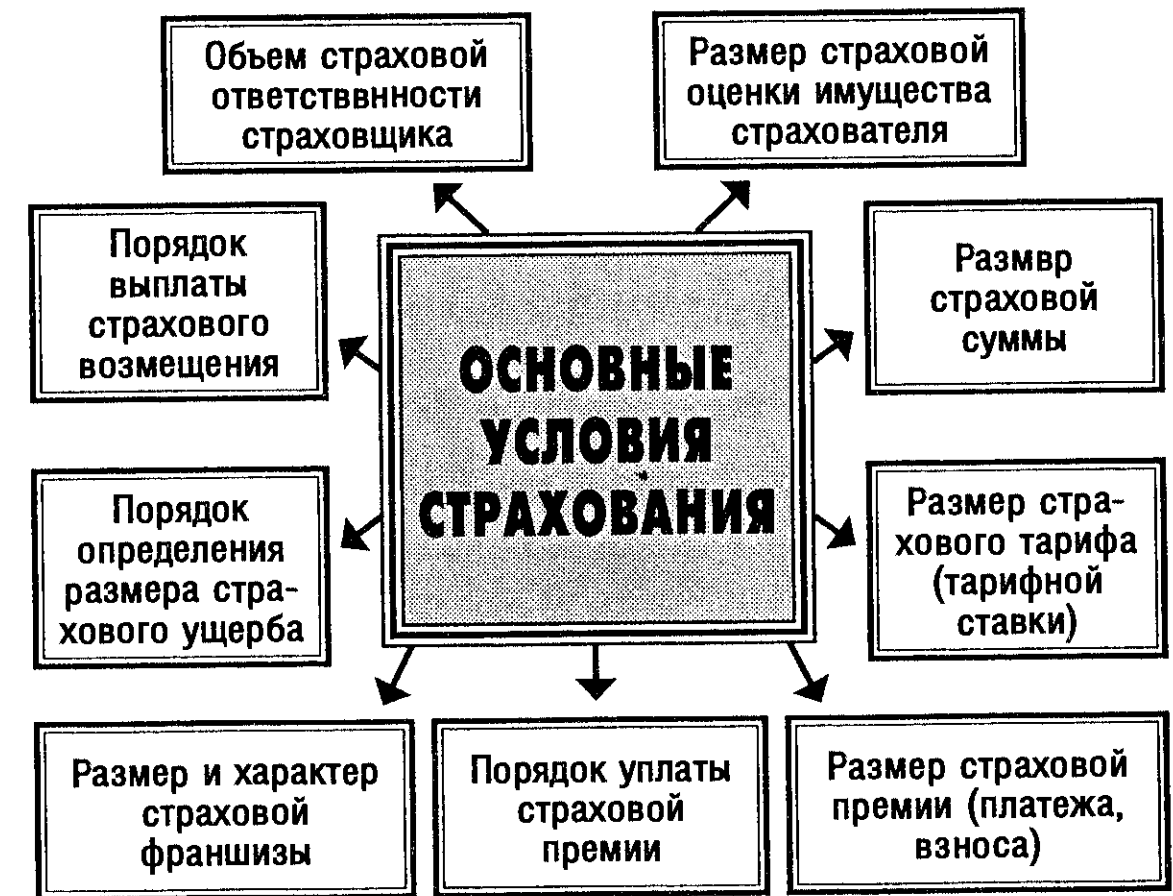 Объем страховой
ответстввнности
страховщика
Размер страховой
оценки имущества
страхователя
Порядок
выплаты
страхового
возмещения
Размвр
страховой
суммы
ОСНОВНЫЕ
УСЛОВИЯ
СТРАХОВАНИЯ
Порядок
определения
размера стра-
хового ущерба
Размер стра-
хового тарифа
(тарифной
ставки)
Размер и характер
страховой
франшизы
Порядок уплаты
страховой
премии
Размер страховой
премии (платежа,
взноса)